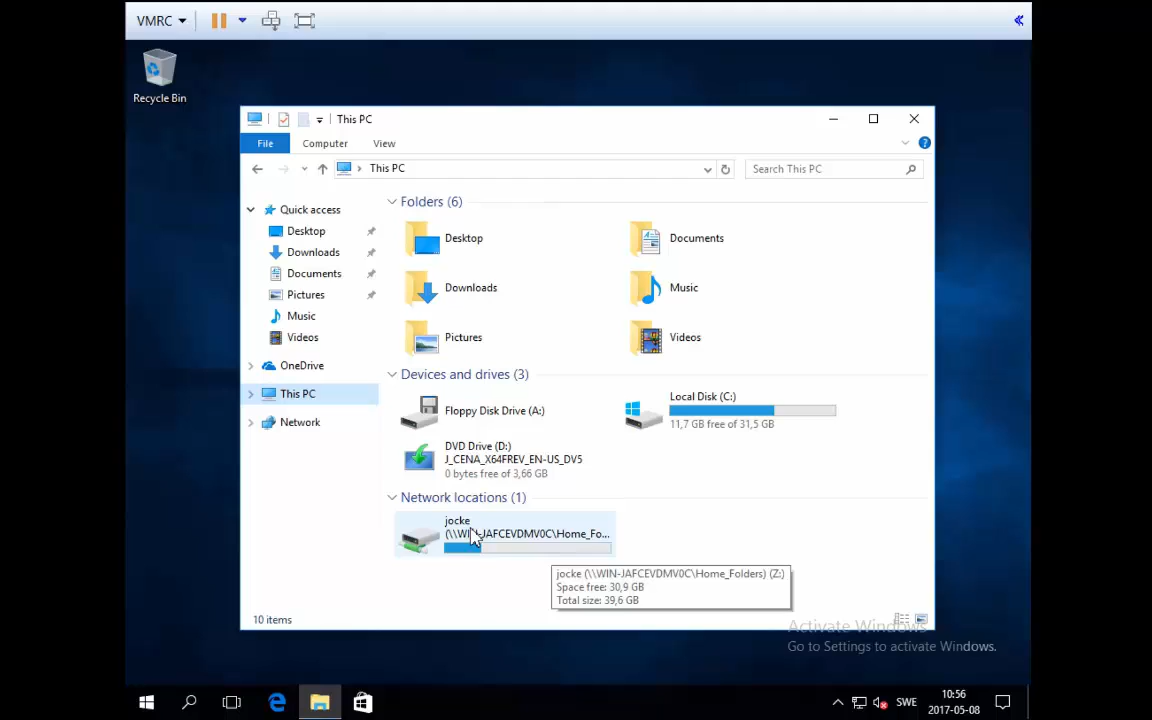 VMRC
Recycle Bin
This PC
File
Computer
View
This PC
Search This PC
Quick access
Desktop
Downloads
Documents
Pictures
Music
Videos
OneDrive
This PC
Network
Folders (6)
Desktop
Documents
Downloads
Music
Pictures
Videos
Devices and drives (3)
Floppy Disk Drive (A:)
Local Disk (C:)
11,7 GB free of 31,5 GB
DVD Drive (D:)
J_CENA_X64FREV_EN-US_DV5
0 bytes free of 3,66 GB
Network locations (1)
jocke
(\\WIN-JAFCEVDMV0C\Home_Fo...
jocke (\\WIN-JAFCEVDMV0C\Home_Folders) (Z:)
Space free: 30,9 GB
Total size: 39,6 GB
10 items
Activate Windows
Go to Settings to activate Windows.
SWE
10:56
2017-05-08